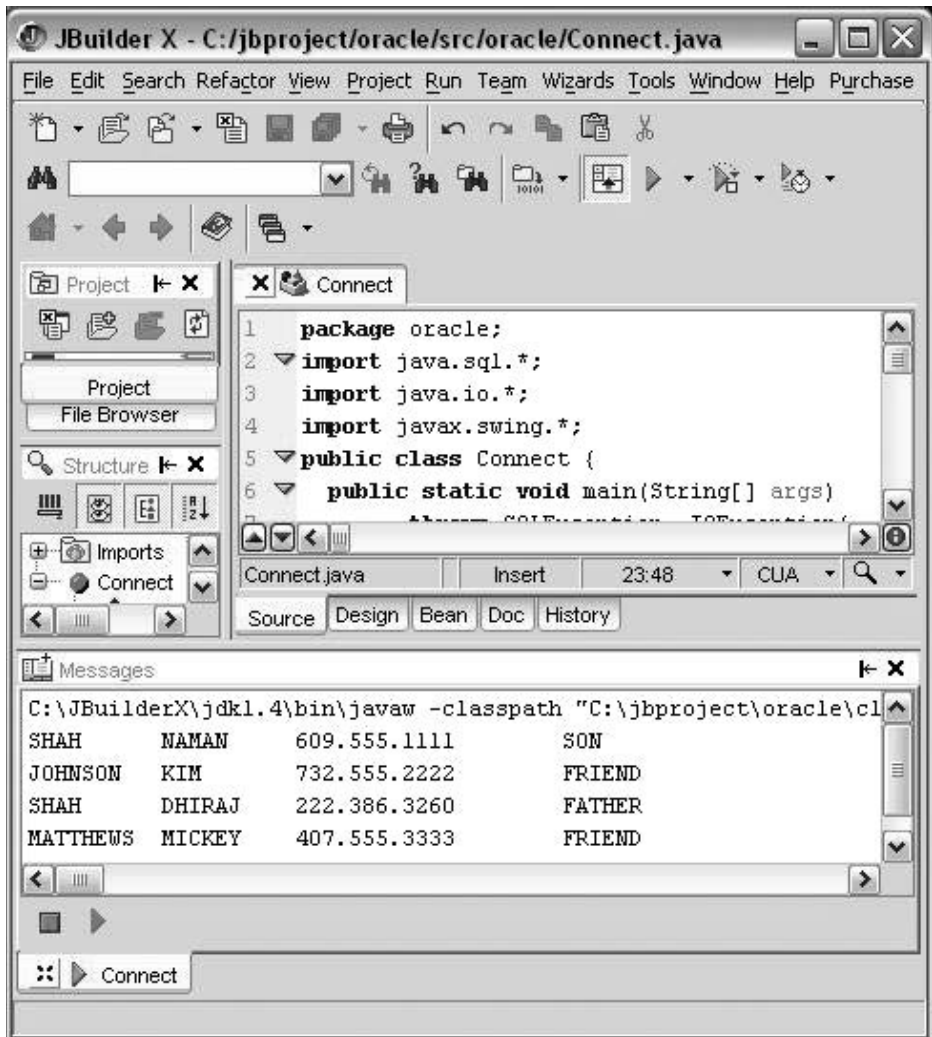 JBuilder X - C:/jbproject/oracle/src/oracle/Connect.java
File Edit Search Refactor View Project Run Team Wizards Tools Window Help Purchase
Project
Connect
Project
File Browser
1 package oracle;
2 import java.sql.*;
3 import java.io.*;
4 import javax.swing.*;
5 public class Connect {
6 public static void main(String[] args)
Structure
Imports
Connect
Connect.java Insert 23:48 CUA
Source Design Bean Doc History
Messages
C:\JBuilderX\jdk1.4\bin\javaw -classpath "C:\jbproject\oracle\cl
SHAH NAMAN 609.555.1111 SON
JOHNSON KIM 732.555.2222 FRIEND
SHAH DHIRAJ 222.386.3260 FATHER
MATTHEWS MICKEY 407.555.3333 FRIEND
Connect